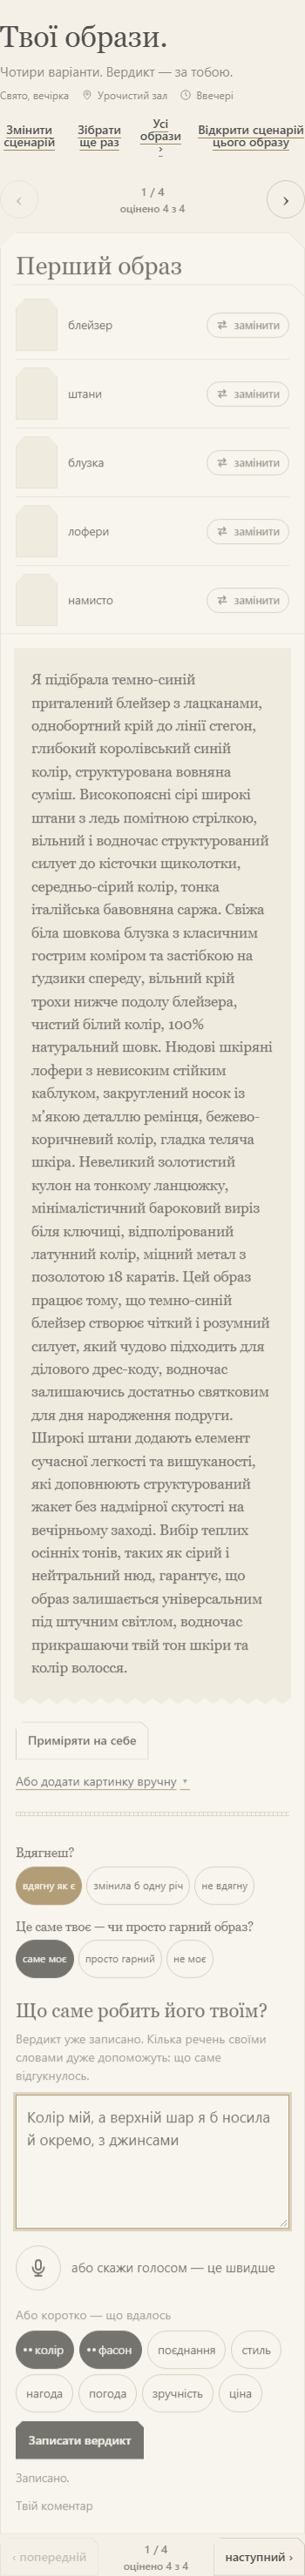 Твої образи.
Чотири варіанти. Вердикт — за тобою.
Свято, вечірка Урочистий зал Ввечері
Змінити сценарій Зібрати ще раз Усі образи › Відкрити сценарій цього образу
‹ 1 / 4 ›
оцінено 4 з 4
Перший образ
блейзер ⇄ замінити
штани ⇄ замінити
блузка ⇄ замінити
лофери ⇄ замінити
намисто ⇄ замінити
Я підібрала темно-синій
приталений блейзер з лацканами,
однобортний крій до лінії стегон,
глибокий королівський синій
колір, структурована вовняна
суміш. Високопоясні сірі широкі
штани з ледь помітною стрілкою,
вільний і водночас структурований
силует до кісточки щиколотки,
середньо-сірий колір, тонка
італійська бавовняна саржа. Свіжа
біла шовкова блузка з класичним
гострим коміром та застібкою на
ґудзики спереду, вільний крій
трохи нижче подолу блейзера,
чистий білий колір, 100%
натуральний шовк. Нюдові шкіряні
лофери з невисоким стійким
каблуком, закруглений носок із
м’якою деталлю ремінця, бежево-
коричневий колір, гладка теляча
шкіра. Невеликий золотистий
кулон на тонкому ланцюжку,
мінімалістичний бароковий виріз
біля ключиці, відполірований
латунний колір, міцний метал з
позолотою 18 каратів. Цей образ
працює тому, що темно-синій
блейзер створює чіткий і розумний
силует, який чудово підходить для
ділового дрес-коду, водночас
залишаючись достатньо святковим
для дня народження подруги.
Широкі штани додають елемент
сучасної легкості та вишуканості,
які доповнюють структурований
жакет без надмірної скутості на
вечірньому заході. Вибір теплих
осінніх тонів, таких як сірий і
нейтральний нюд, гарантує, що
образ залишається універсальним
під штучним світлом, водночас
прикрашаючи твій тон шкіри та
колір волосся.
Приміряти на себе
Або додати картинку вручну ▾
Вдягнеш?
вдягну як є змінила б одну річ не вдягну
Це саме твоє — чи просто гарний образ?
саме моє просто гарний не моє
Що саме робить його твоїм?
Вердикт уже записано. Кілька речень своїми
словами дуже допоможуть: що саме
відгукнулось.
Колір мій, а верхній шар я б носила
й окремо, з джинсами
або скажи голосом — це швидше
Або коротко — що вдалось
колір фасон поєднання стиль
нагода погода зручність ціна
Записати вердикт
Записано.
Твій коментар
‹ попередній 1 / 4 наступний ›
оцінено 4 з 4